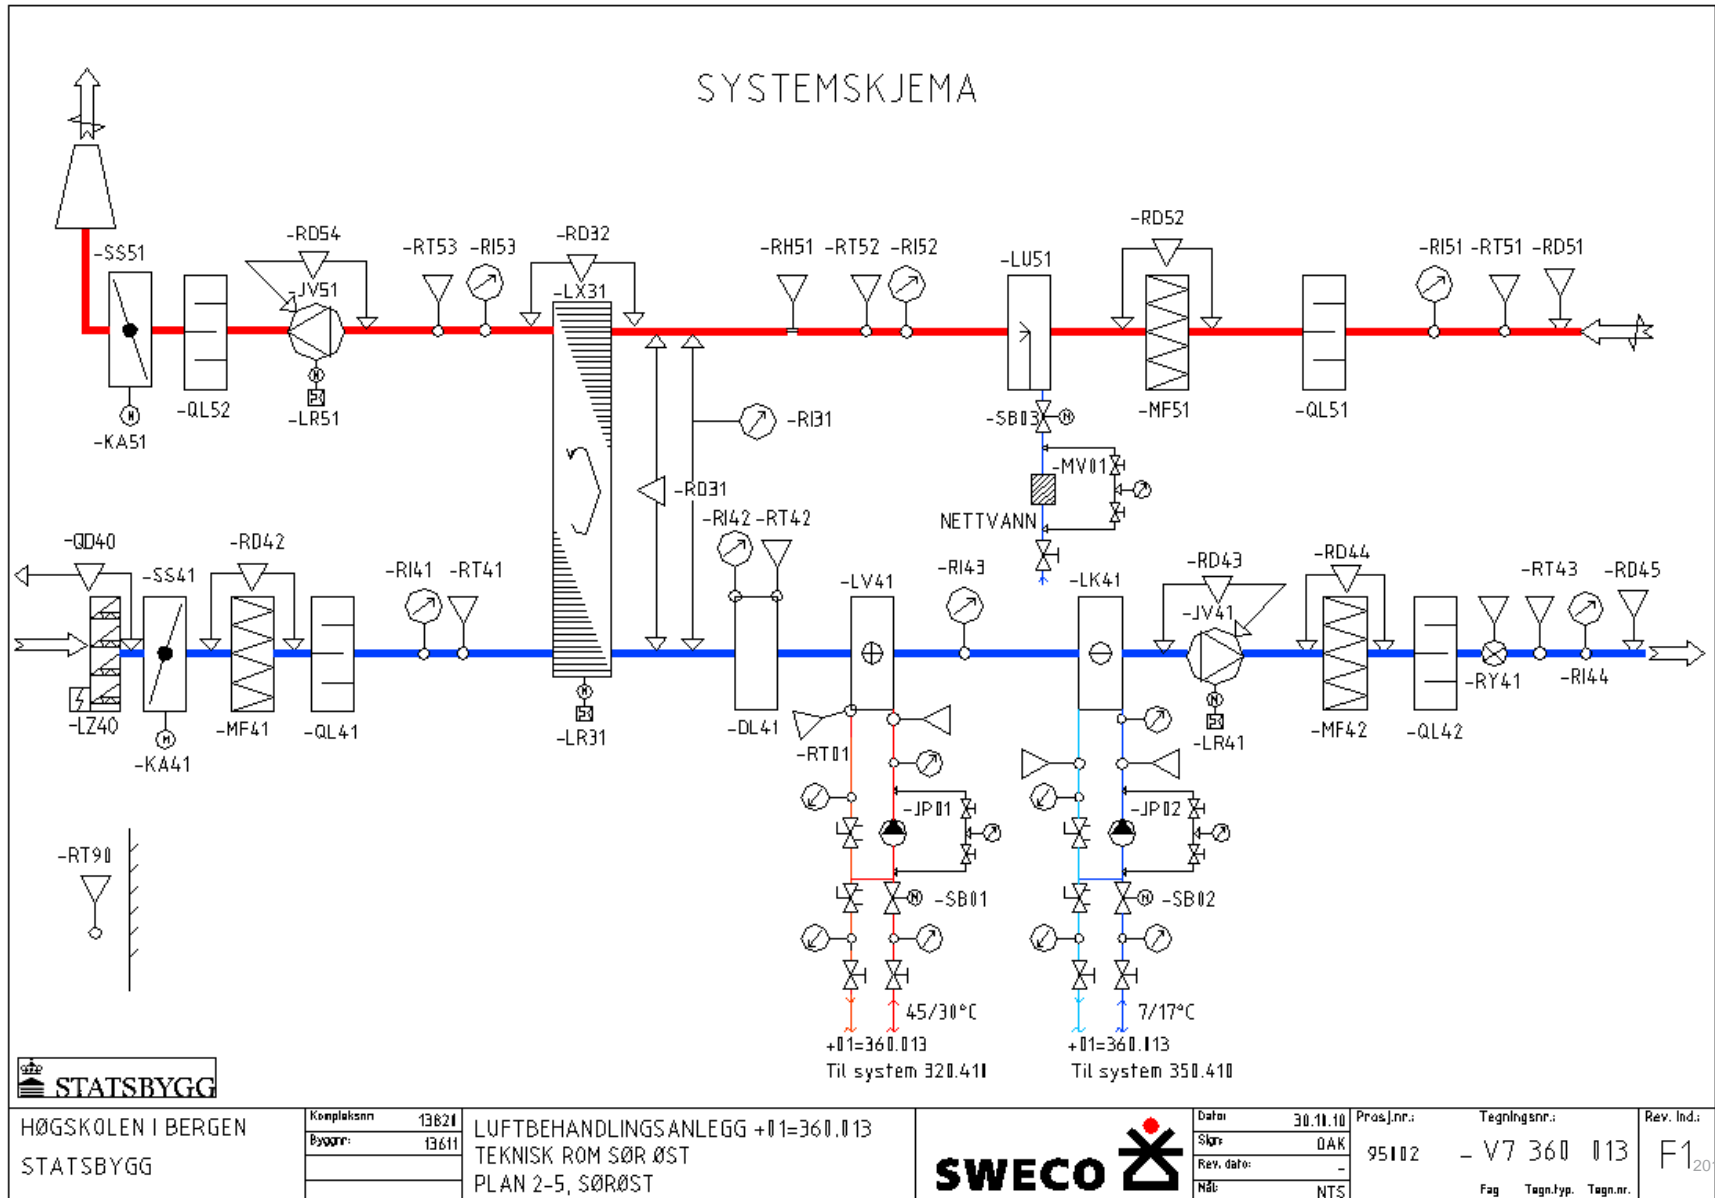 SYSTEMSKJEMA
-RD52
-SS51
-RD54
-RT53
-RI53
-RD32
-RH51
-RT52
-RI52
-LU51
-RI51
-RT51
-RD51
-JV51
-LX31
-KA51
-QL52
-LR51
-RI31
-SB03
-MF51
-QL51
-MV01
-RD31
NETTVANN
-QD40
-SS41
-RD42
-RI41
-RT41
-RI42
-RT42
-LV41
-RI43
-LK41
-RD43
-RD44
-RT43
-RD45
-JV41
-LZ40
-KA41
-MF41
-QL41
-LR31
-DL41
-RT01
-LR41
-MF42
-QL42
-RY41
-RI44
-JP01
-JP02
-RT90
-SB01
-SB02
45/30°C
7/17°C
+01=360.013
Til system 320.410
+01=360.113
Til system 350.410
STATSBYGG
HØGSKOLEN I BERGEN
STATSBYGG
Kompleksnr: 13820
Byggnr: 13611
LUFTBEHANDLINGSANLEGG +01=360.013
TEKNISK ROM SØR ØST
PLAN 2-5, SØRØST
SWECO
Dato: 30.10.10
Sign: OAK
Rev. dato: -
Mål: NTS
Prosj.nr.:
95102
Tegningsnr.:
- V7 360 013
Fag Tegn.typ. Tegn.nr.
Rev. Ind.:
F1